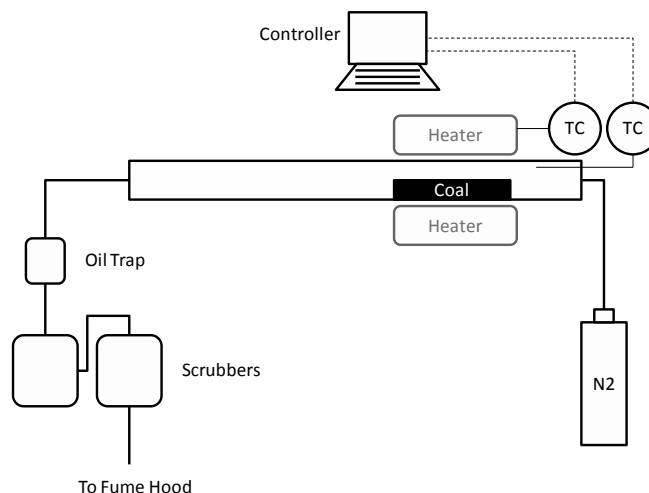 Controller
Heater
TC
TC
Coal
Heater
Oil Trap
Scrubbers
N2
To Fume Hood